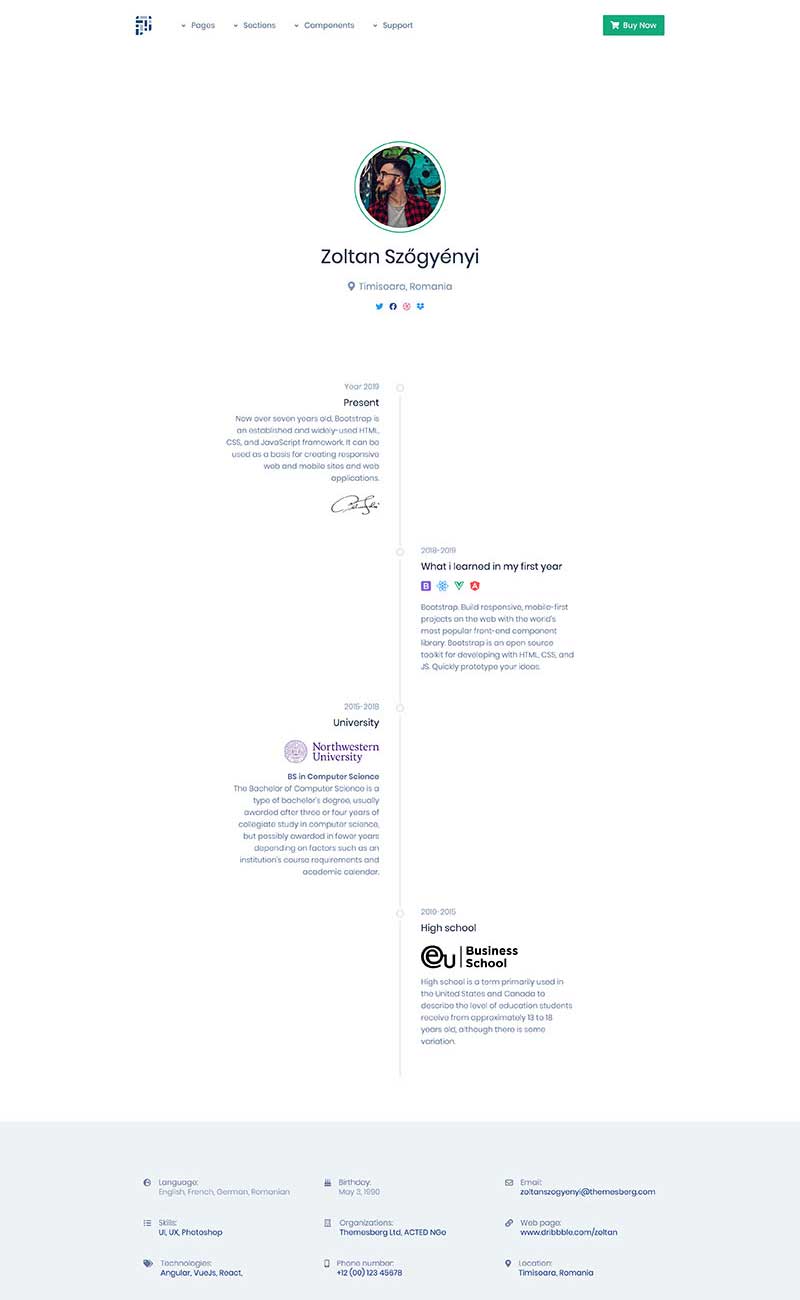 Pages Sections Components Support Buy Now
Zoltan Szőgyényi
Timisoara, Romania
Year 2019
Present
Now over seven years old, Bootstrap is
an established and widely-used HTML,
CSS, and JavaScript framework. It can be
used as a basis for creating responsive
web and mobile sites and web
applications.
2018-2019
What i learned in my first year
B A
Bootstrap. Build responsive, mobile-first
projects on the web with the world's
most popular front-end component
library. Bootstrap is an open source
toolkit for developing with HTML, CSS, and
JS. Quickly prototype your ideas.
2015-2018
University
Northwestern
University
BS in Computer Science
The Bachelor of Computer Science is a
type of bachelor's degree, usually
awarded after three or four years of
collegiate study in computer science,
but possibly awarded in fewer years
depending on factors such as an
institution's course requirements and
academic calendar.
2010-2015
High school
eu Business
School
High school is a term primarily used in
the United States and Canada to
describe the level of education students
receive from approximately 13 to 18
years old, although there is some
variation.
Language:
English, French, German, Romanian
Birthday:
May 3, 1990
Email:
zoltanszogyenyi@themesberg.com
Skills:
UI, UX, Photoshop
Organizations:
Themesberg Ltd, ACTED NGo
Web page:
www.dribbble.com/zoltan
Technologies:
Angular, VueJs, React,
Phone number:
+12 (00) 123 45678
Location:
Timisoara, Romania